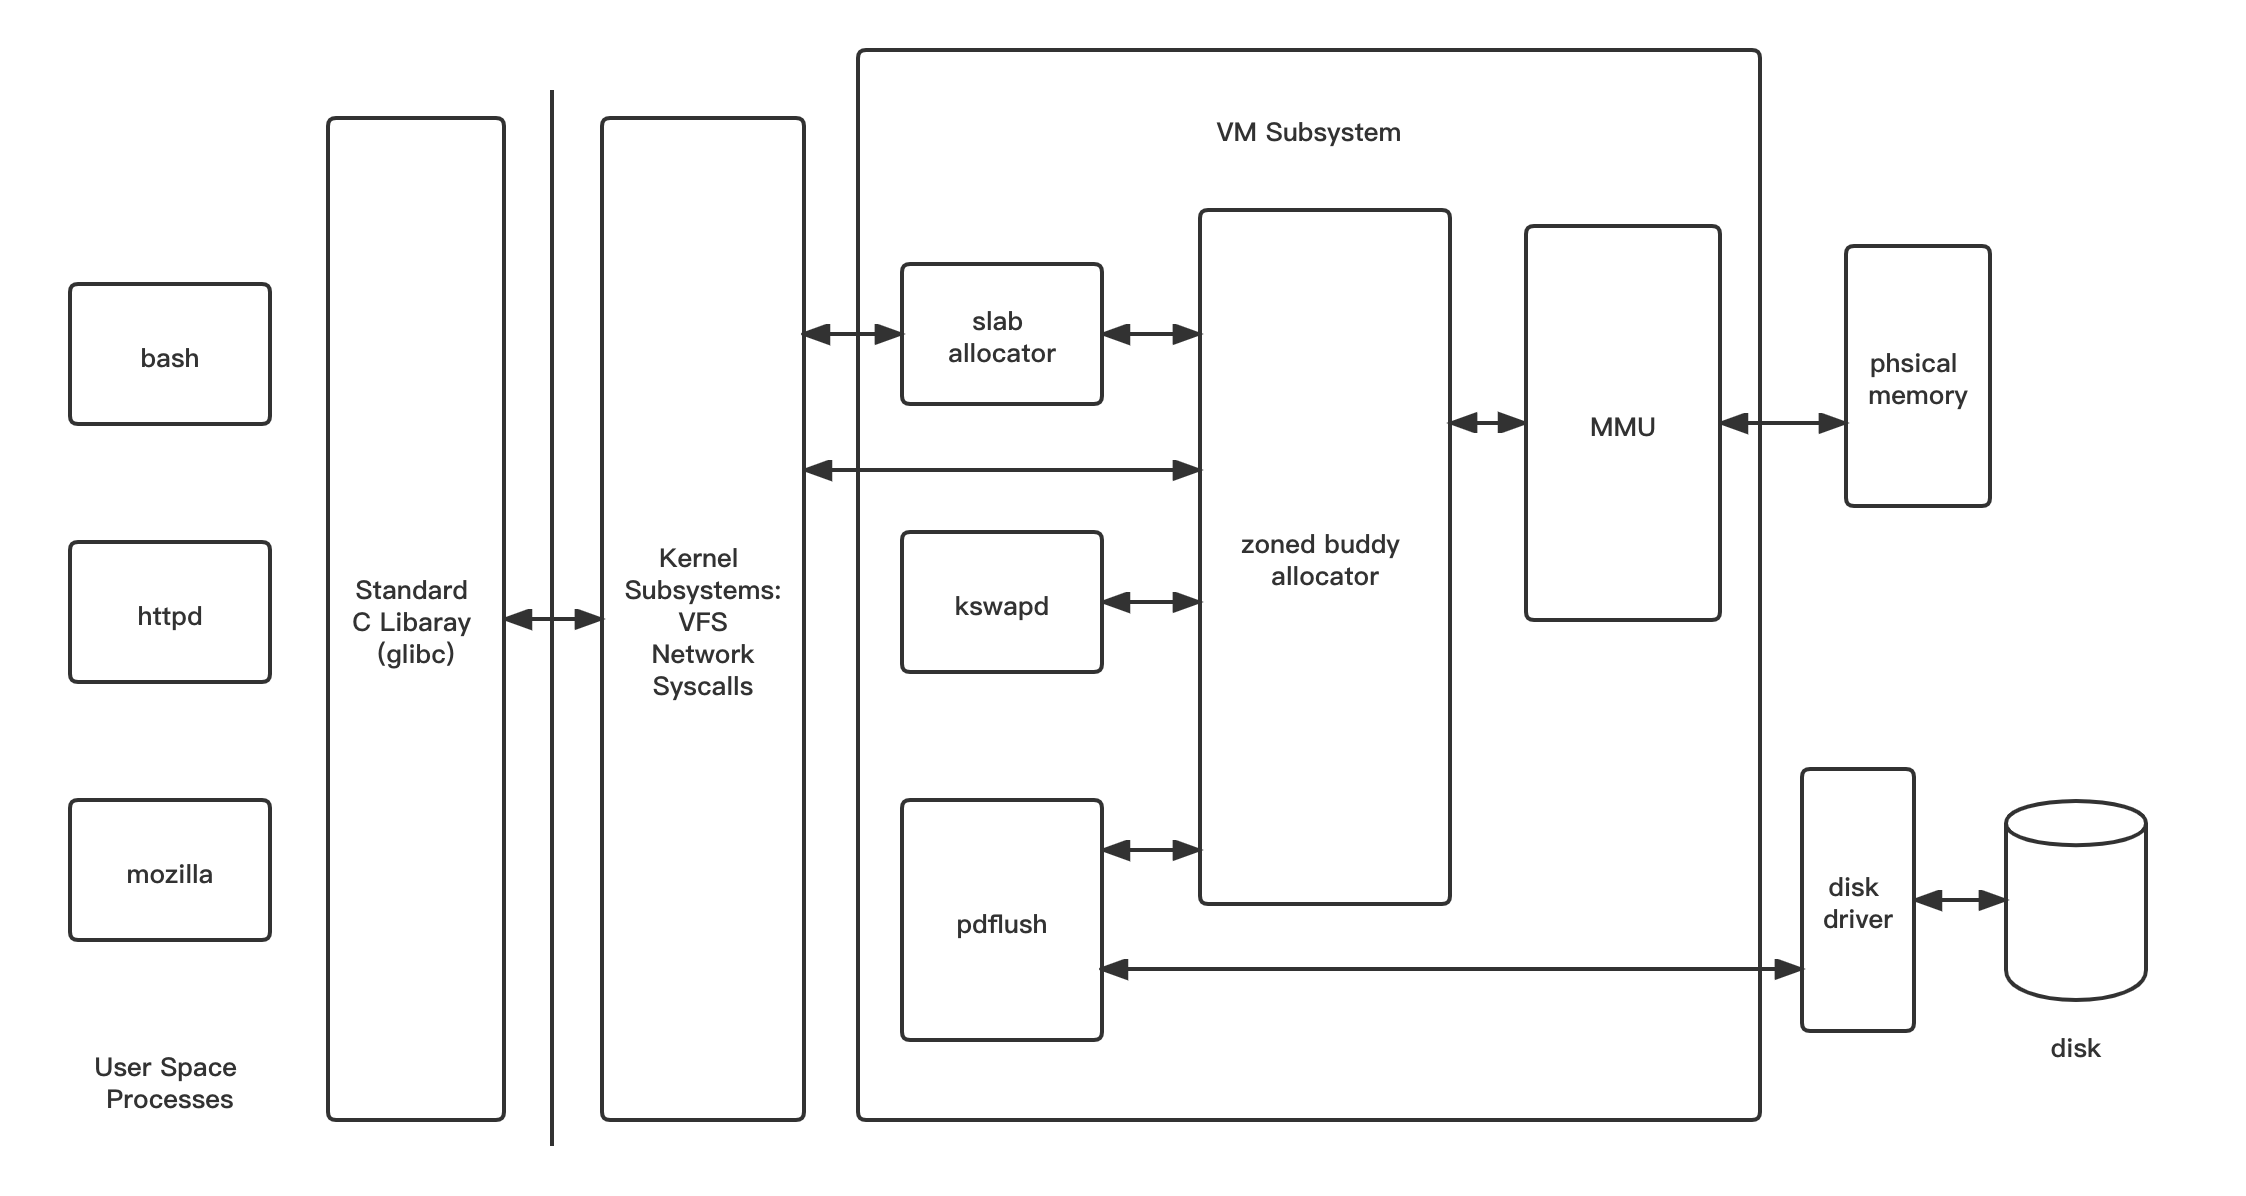 VM Subsystem
bash
httpd
mozilla
User Space
Processes
Standard
C Libaray
(glibc)
Kernel
Subsystems:
VFS
Network
Syscalls
slab
allocator
kswapd
pdflush
zoned buddy
allocator
MMU
phsical
memory
disk
driver
disk